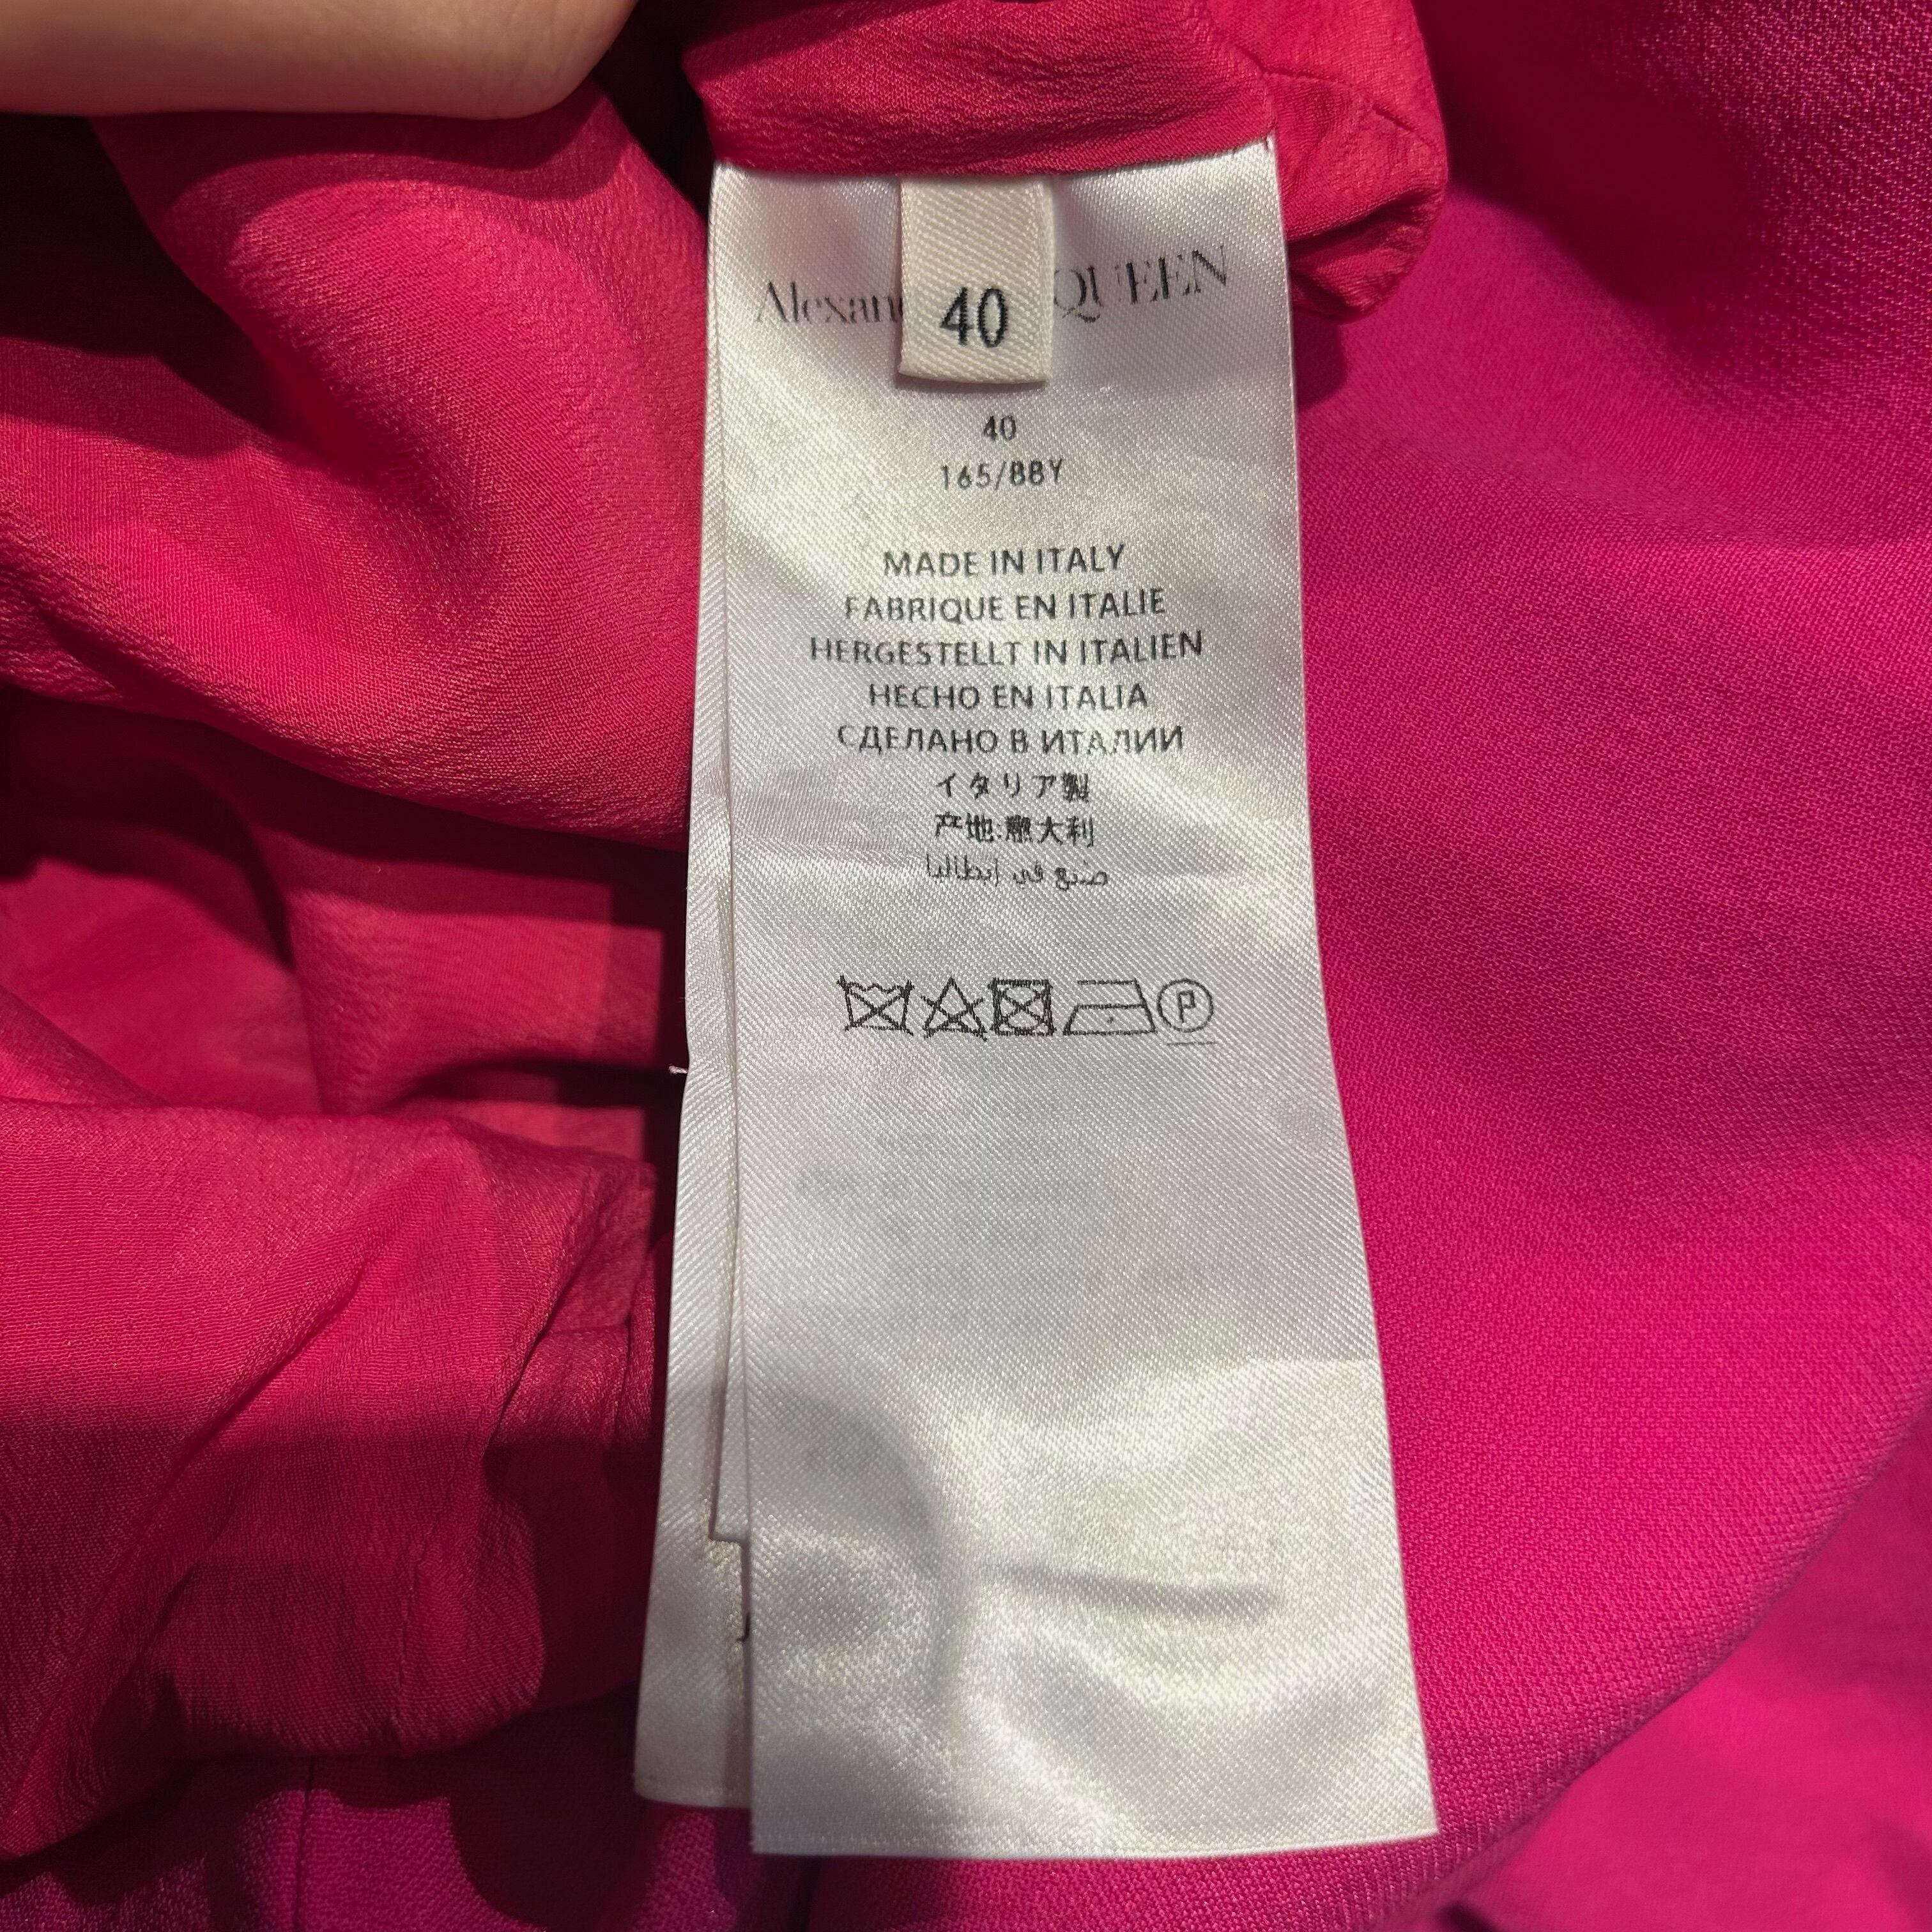 Alexan QUEEN
40
40
165/88Y
MADE IN ITALY
FABRIQUE EN ITALIE
HERGESTELLT IN ITALIEN
HECHO EN ITALIA
СДЕЛАНО В ИТАЛИИ
イタリア製
产地:意大利
صنع في إيطاليا
P